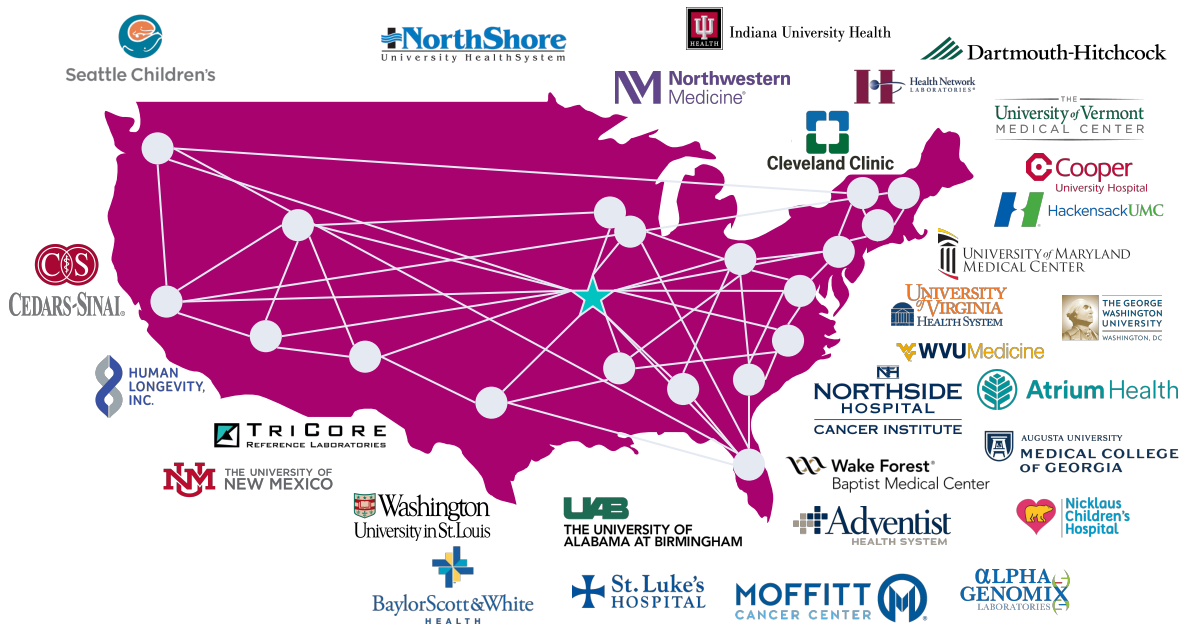 Seattle Children's
NorthShore
University HealthSystem
HEALTH
Indiana University Health
Dartmouth-Hitchcock
Northwestern
Medicine®
Health Network
LABORATORIES®
THE
University of Vermont
MEDICAL CENTER
Cleveland Clinic
Cooper
University Hospital
HackensackUMC
UNIVERSITY of MARYLAND
MEDICAL CENTER
CS
CEDARS-SINAI®
UNIVERSITY
of VIRGINIA
HEALTH SYSTEM
THE GEORGE
WASHINGTON
UNIVERSITY
WASHINGTON, DC
WVUMedicine
HUMAN
LONGEVITY,
INC.
NORTHSIDE
HOSPITAL
CANCER INSTITUTE
Atrium Health
TRICORE
REFERENCE LABORATORIES
AUGUSTA UNIVERSITY
MEDICAL COLLEGE
OF GEORGIA
NM
THE UNIVERSITY OF
NEW MEXICO
Wake Forest®
Baptist Medical Center
Washington
University in St. Louis
UAB
THE UNIVERSITY OF
ALABAMA AT BIRMINGHAM
Adventist
HEALTH SYSTEM
Nicklaus
Children's
Hospital
BaylorScott&White
HEALTH
St. Luke's
HOSPITAL
MOFFITT
CANCER CENTER
M®
αLPHA
GENOMIX
LABORATORIES